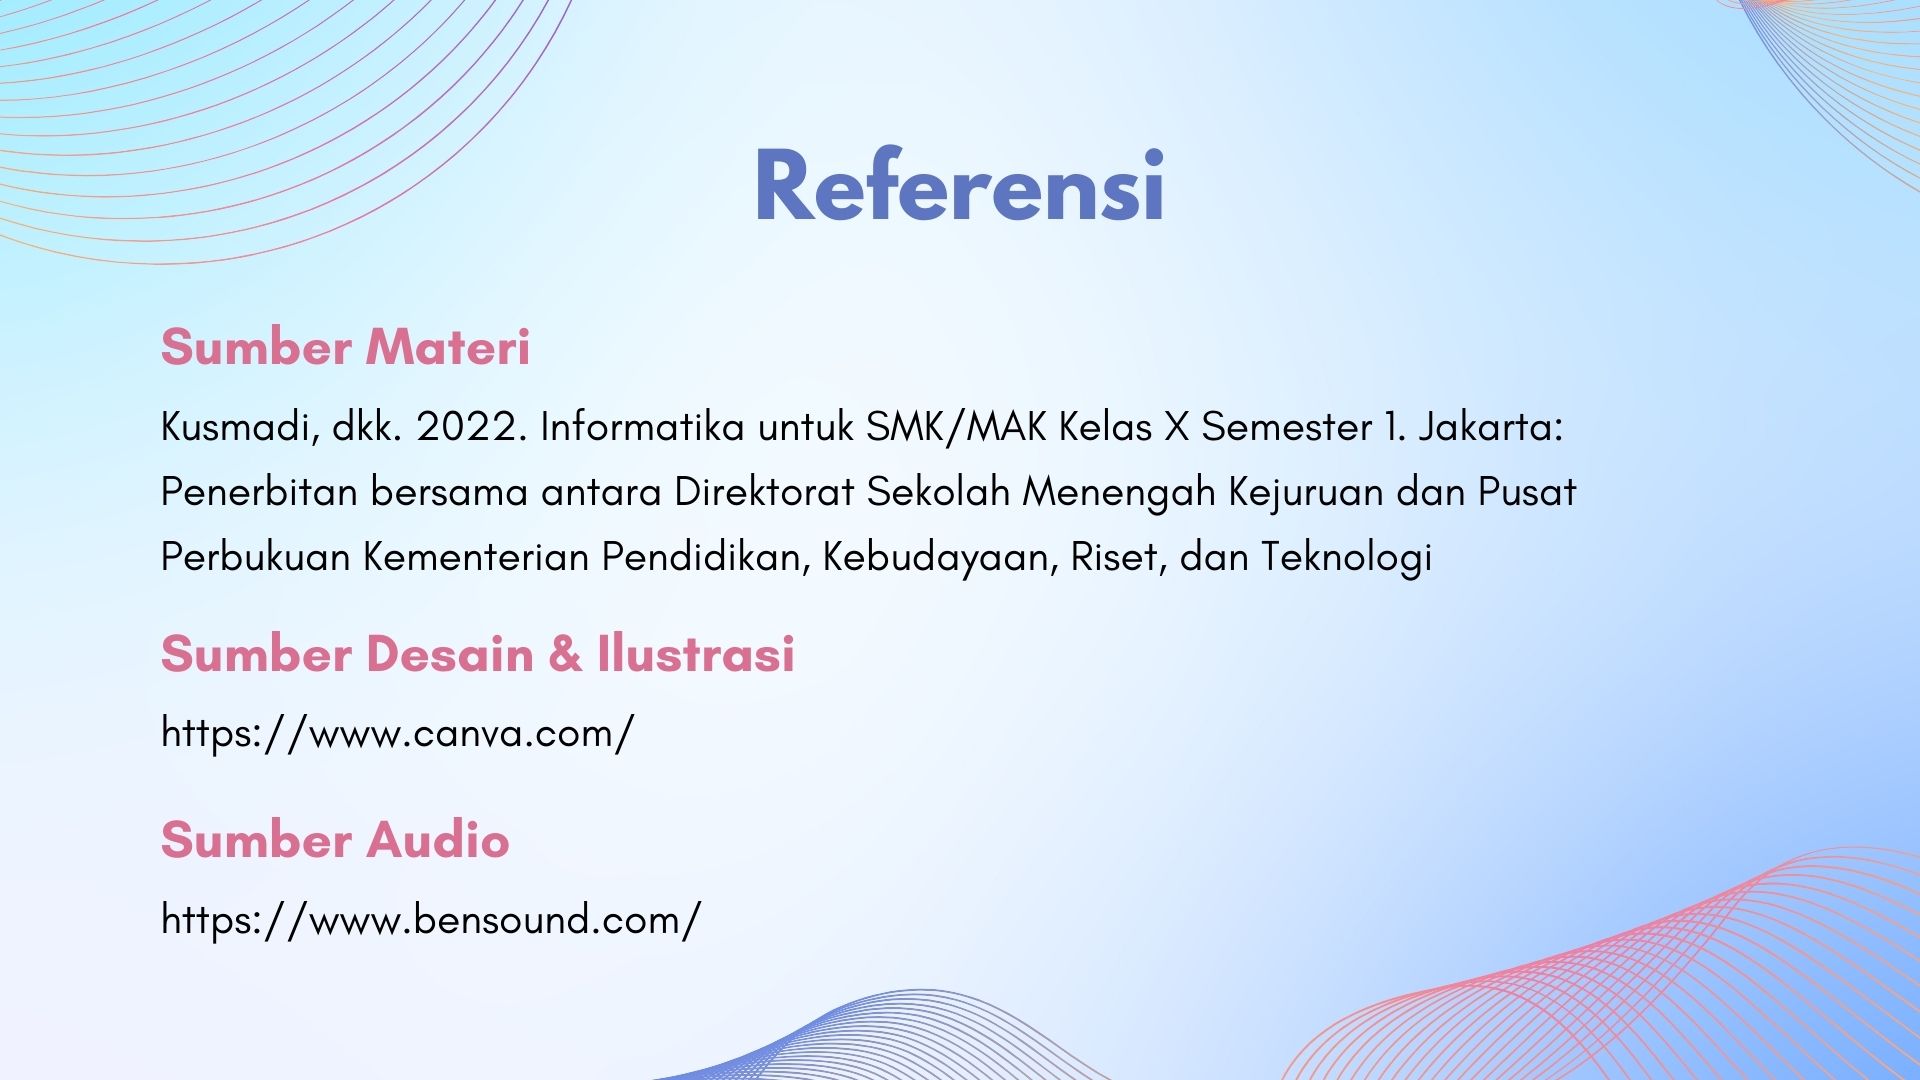 Referensi
Sumber Materi
Kusmadi, dkk. 2022. Informatika untuk SMK/MAK Kelas X Semester 1. Jakarta:
Penerbitan bersama antara Direktorat Sekolah Menengah Kejuruan dan Pusat
Perbukuan Kementerian Pendidikan, Kebudayaan, Riset, dan Teknologi
Sumber Desain & Ilustrasi
https://www.canva.com/
Sumber Audio
https://www.bensound.com/